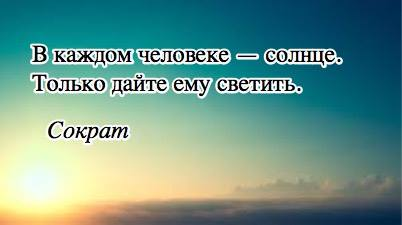 В каждом человеке — солнце.
Только дайте ему светить.
Сократ